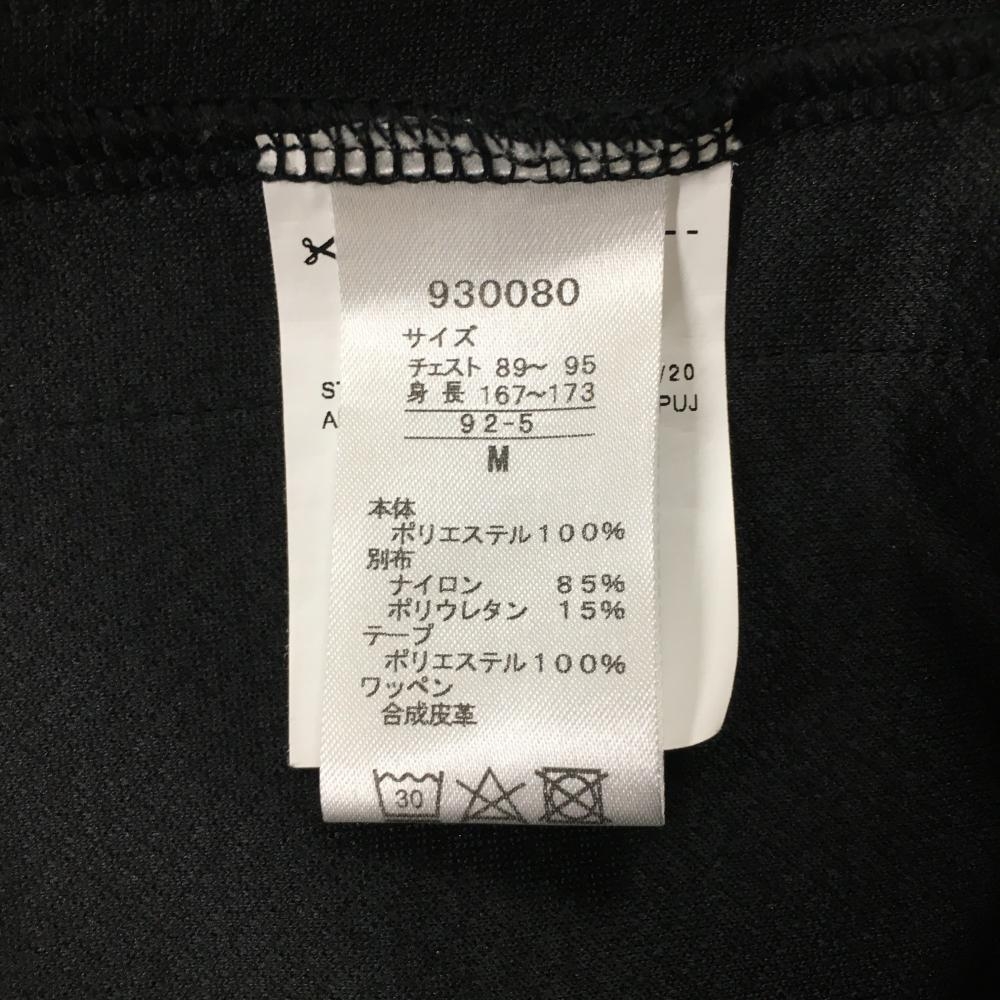 930080
サイズ
チェスト 89〜 95
身 長 167〜173
92-5
M
本体
ポリエステル100%
別布
ナイロン 85%
ポリウレタン 15%
テープ
ポリエステル100%
ワッペン
合成皮革
30
/20
PUJ